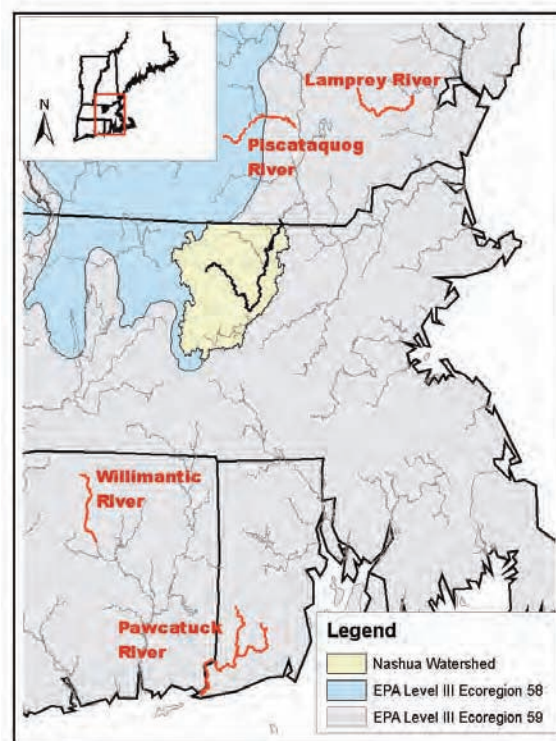 N
Lamprey River
Piscataquog
River
Willimantic
River
Pawcatuck
River
Legend
Nashua Watershed
EPA Level III Ecoregion 58
EPA Level III Ecoregion 59